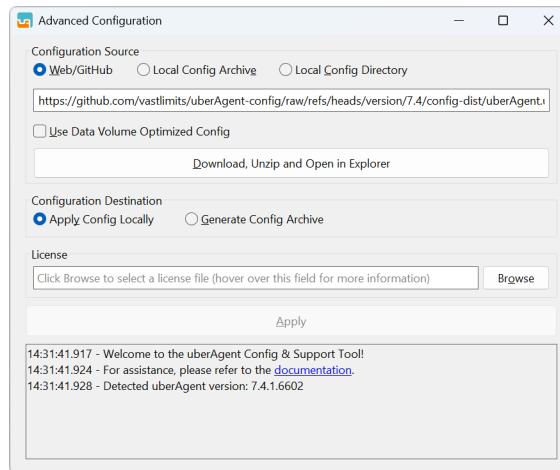 Advanced Configuration
Configuration Source
Web/GitHub Local Config Archive Local Config Directory
https://github.com/vastlimits/uberAgent-config/raw/refs/heads/version/7.4/config-dist/uberAgent.u
Use Data Volume Optimized Config
Download, Unzip and Open in Explorer
Configuration Destination
Apply Config Locally Generate Config Archive
License
Click Browse to select a license file (hover over this field for more information) Browse
Apply
14:31:41.917 - Welcome to the uberAgent Config & Support Tool!
14:31:41.924 - For assistance, please refer to the documentation.
14:31:41.928 - Detected uberAgent version: 7.4.1.6602